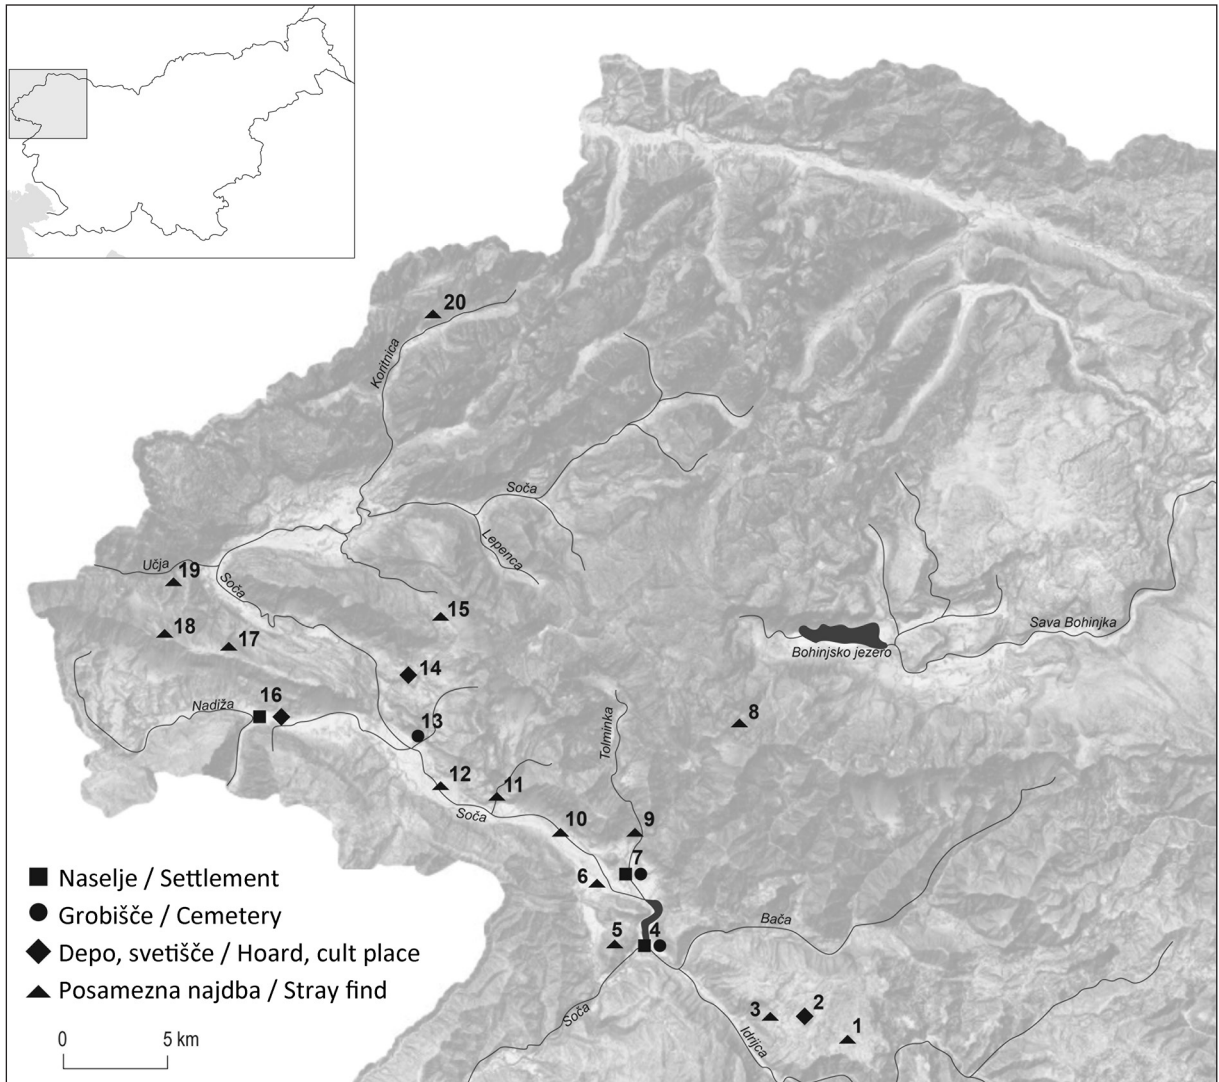 20
Koritnica
Soča
Lepenca
Učja
19
Soča
18
17
15
14
16
Nadiža
13
12
11
Soča
10
9
Tolminka
8
7
6
5
4
Bača
Soča
3
2
1
Idrijca
Bohinjsko jezero
Sava Bohinjka
Naselje / Settlement
Grobišče / Cemetery
Depo, svetišče / Hoard, cult place
Posamezna najdba / Stray find
0
5 km